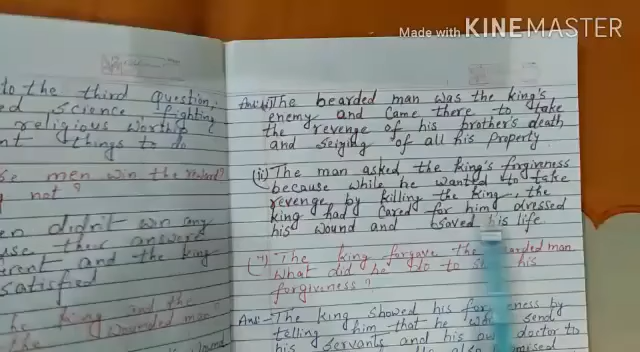 Made with KINEMASTER
to the third question,
science, fighting
religious worship
things to do
men win the reward?
not?
didn't win any
their answers
and the king
satisfied
he king and the
the wounded man?
wound
Ans:- (i) The bearded man was the king's
enemy and came there to take
the revenge of his brother's death
and seizing of all his property.
(ii) The man asked the king's forgiveness
because while he wanted to take
revenge by killing the king, the
king had cared for him, dressed
his wound and saved his life.
The king forgave the bearded man.
What did he do to his
forgiveness?
Ans:- The king showed his by
telling him that he send
his servants and his doctor to